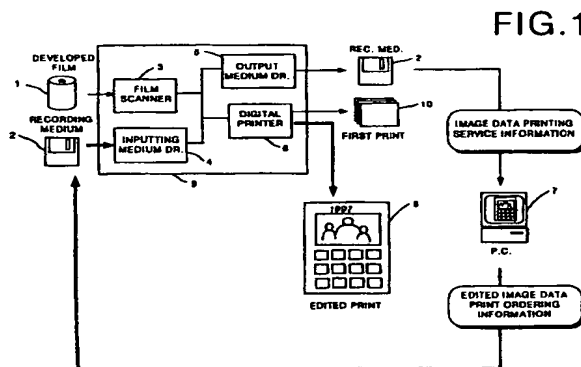 FIG.1
DEVELOPED
FILM
1
3
FILM
SCANNER
5
OUTPUT
MEDIUM DR.
REC. MED.
2
RECORDING
MEDIUM
2
INPUTTING
MEDIUM DR.
4
DIGITAL
PRINTER
6
10
FIRST PRINT
9
IMAGE DATA PRINTING
SERVICE INFORMATION
7
P.C.
1997
8
EDITED PRINT
EDITED IMAGE DATA
PRINT ORDERING
INFORMATION